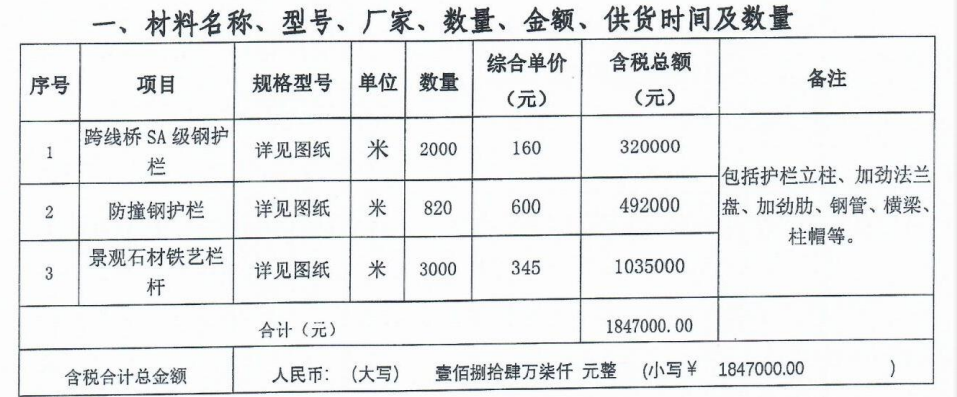 一、材料名称、型号、厂家、数量、金额、供货时间及数量
序号 项目 规格型号 单位 数量 综合单价（元） 含税总额（元） 备注
1 跨线桥 SA 级钢护栏 详见图纸 米 2000 160 320000
2 防撞钢护栏 详见图纸 米 820 600 492000
3 景观石材铁艺栏杆 详见图纸 米 3000 345 1035000
包括护栏立柱、加劲法兰
盘、加劲肋、钢管、横梁、
柱帽等。
合计（元） 1847000.00
含税合计总金额 人民币: （大写） 壹佰捌拾肆万柒仟 元整 (小写￥ 1847000.00 )